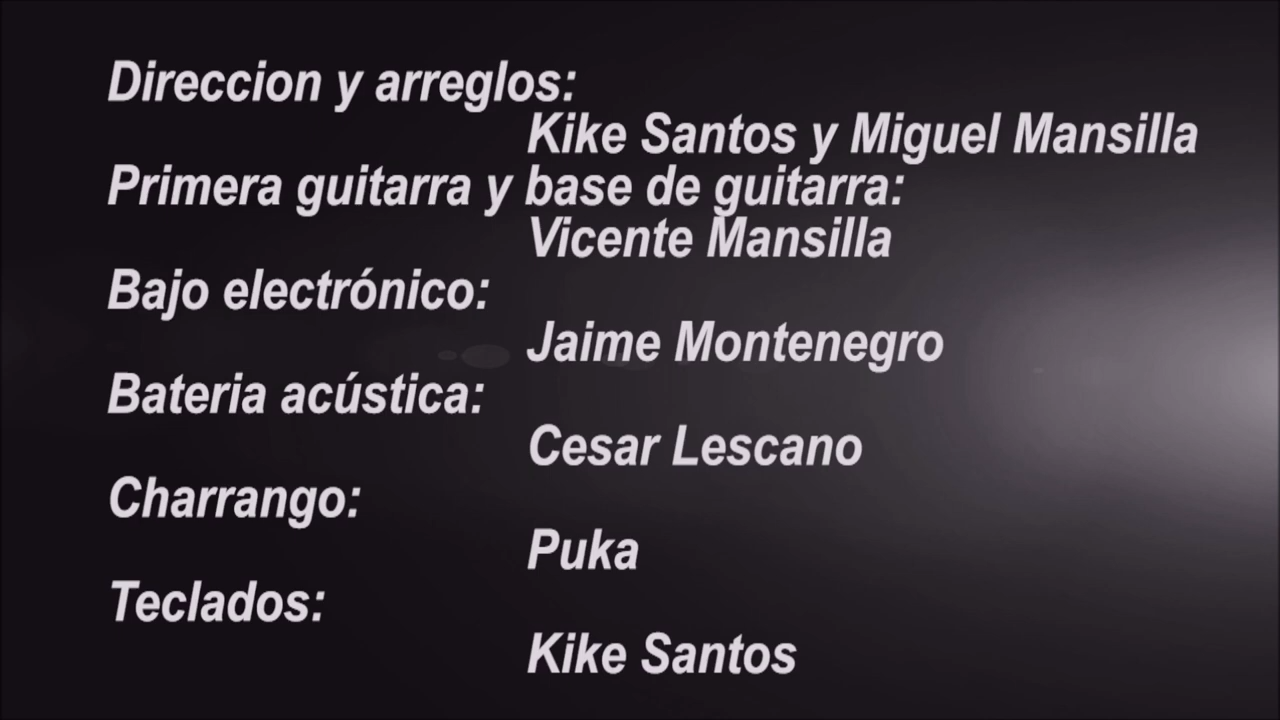 Direccion y arreglos:
Kike Santos y Miguel Mansilla
Primera guitarra y base de guitarra:
Vicente Mansilla
Bajo electrónico:
Jaime Montenegro
Bateria acústica:
Cesar Lescano
Charrango:
Puka
Teclados:
Kike Santos